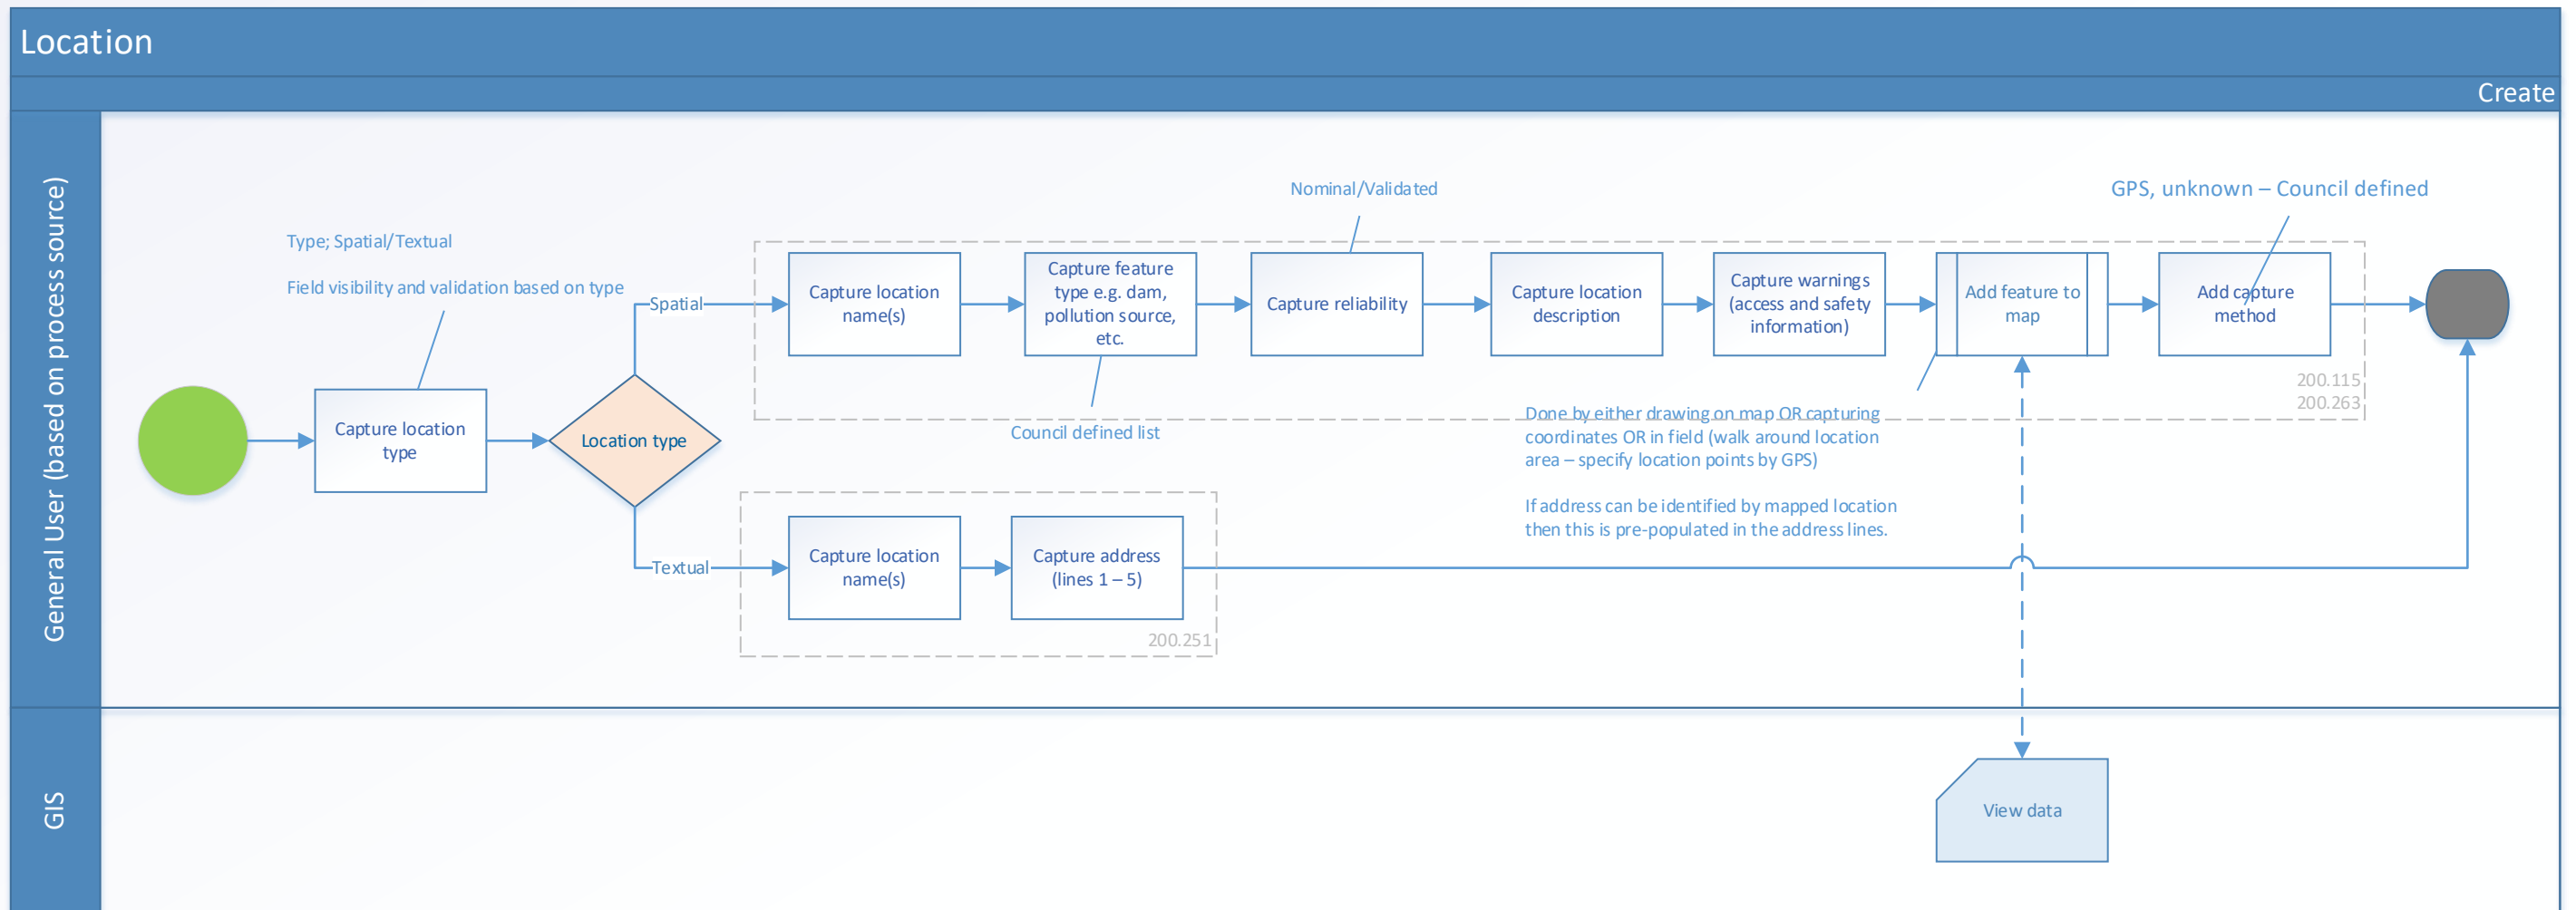 Location
Create
General User (based on process source)
Type; Spatial/Textual
Field visibility and validation based on type
Capture location
type
Location type
Spatial
Textual
Nominal/Validated
GPS, unknown – Council defined
Capture location
name(s)
Capture feature
type e.g. dam,
pollution source,
etc.
Capture reliability
Capture location
description
Capture warnings
(access and safety
information)
Add feature to
map
Add capture
method
200.115
200.263
Council defined list
Done by either drawing on map OR capturing
coordinates OR in field (walk around location
area – specify location points by GPS)
If address can be identified by mapped location
then this is pre-populated in the address lines.
Capture location
name(s)
Capture address
(lines 1 – 5)
200.251
GIS
View data